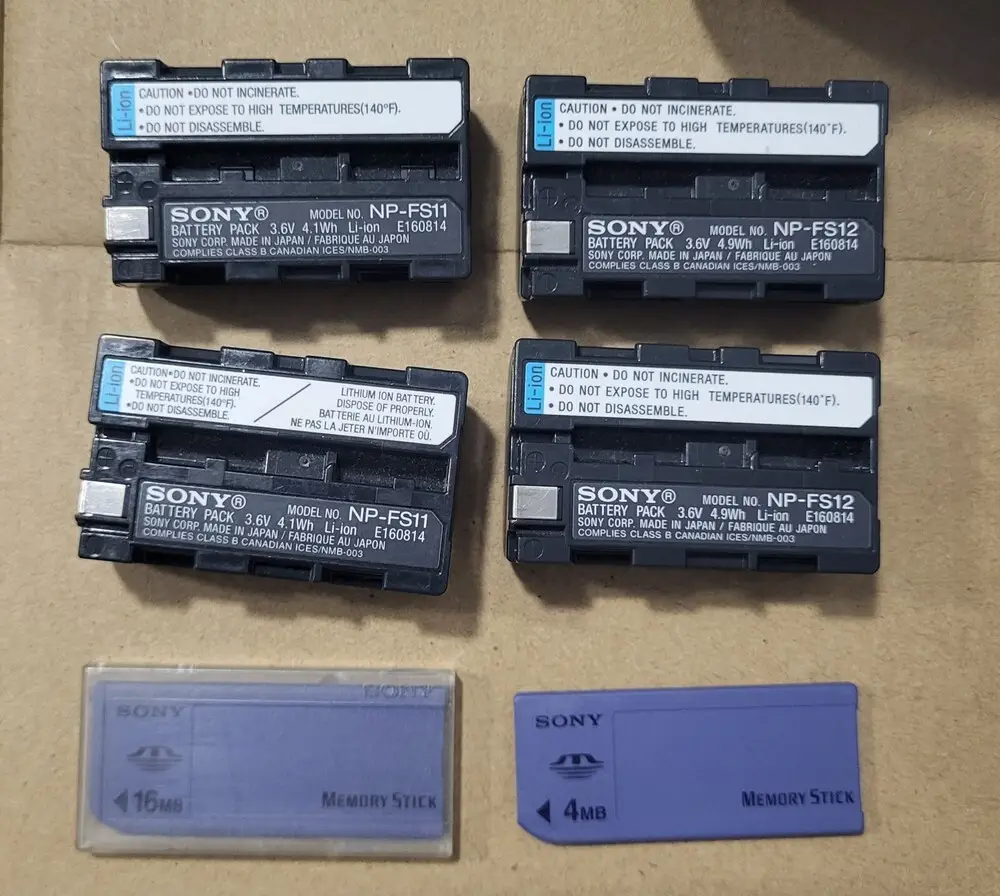 Li-ion
CAUTION •DO NOT INCINERATE.
•DO NOT EXPOSE TO HIGH TEMPERATURES(140°F).
•DO NOT DISASSEMBLE.
SONY® MODEL NO. NP-FS11
BATTERY PACK 3.6V 4.1Wh Li-ion E160814
SONY CORP. MADE IN JAPAN / FABRIQUE AU JAPON
COMPLIES CLASS B CANADIAN ICES/NMB-003
Li-ion
CAUTION • DO NOT INCINERATE.
• DO NOT EXPOSE TO HIGH TEMPERATURES(140°F).
• DO NOT DISASSEMBLE.
SONY® MODEL NO. NP-FS12
BATTERY PACK 3.6V 4.9Wh Li-ion E160814
SONY CORP. MADE IN JAPAN / FABRIQUE AU JAPON
COMPLIES CLASS B CANADIAN ICES/NMB-003
Li-ion
CAUTION•DO NOT INCINERATE.
•DO NOT EXPOSE TO HIGH
TEMPERATURES(140°F).
•DO NOT DISASSEMBLE.
LITHIUM ION BATTERY.
DISPOSE OF PROPERLY.
BATTERIE AU LITHIUM-ION.
NE PAS LA JETER N'IMPORTE OÙ.
SONY® MODEL NO. NP-FS11
BATTERY PACK 3.6V 4.1Wh Li-ion E160814
SONY CORP. MADE IN JAPAN / FABRIQUE AU JAPON
COMPLIES CLASS B CANADIAN ICES/NMB-003
Li-ion
CAUTION: • DO NOT INCINERATE.
• DO NOT EXPOSE TO HIGH TEMPERATURES(140°F).
• DO NOT DISASSEMBLE.
SONY® MODEL NO. NP-FS12
BATTERY PACK 3.6V 4.9Wh Li-ion E160814
SONY CORP. MADE IN JAPAN / FABRIQUE AU JAPON
COMPLIES CLASS B CANADIAN ICES/NMB-003
SONY
SONY
16MB
MEMORY STICK
SONY
4MB
MEMORY STICK